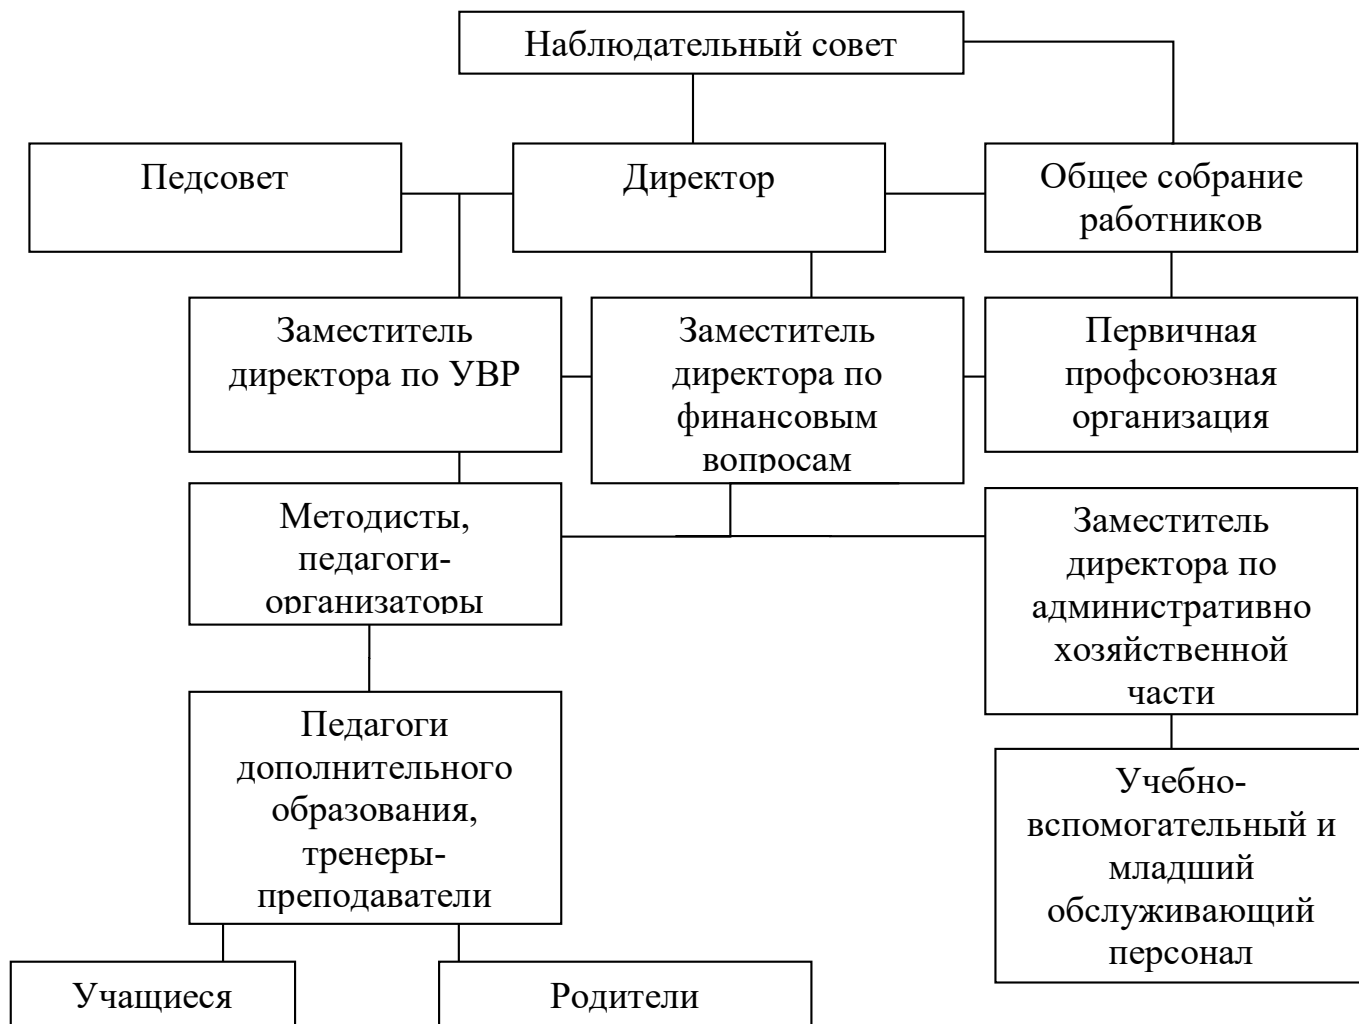 Наблюдательный совет
Педсовет
Директор
Общее собрание
работников
Заместитель
директора по УВР
Заместитель
директора по
финансовым
вопросам
Первичная
профсоюзная
организация
Методисты,
педагоги-
организаторы
Заместитель
директора по
административно
хозяйственной
части
Педагоги
дополнительного
образования,
тренеры-
преподаватели
Учебно-
вспомогательный и
младший
обслуживающий
персонал
Учащиеся
Родители